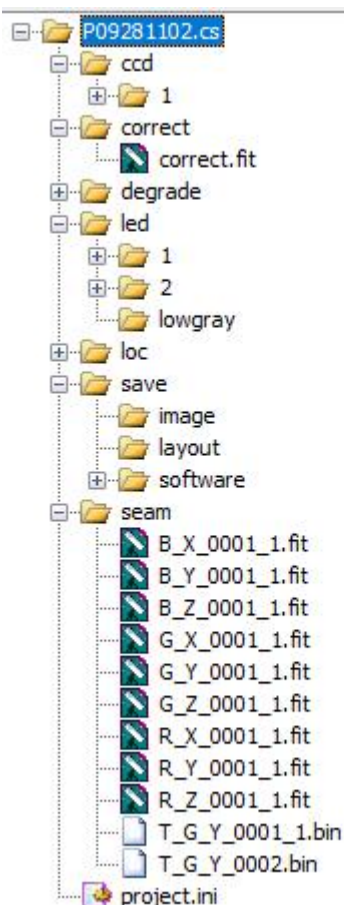 P09281102.cs
ccd
1
correct
correct.fit
degrade
led
1
2
lowgray
loc
save
image
layout
software
seam
B_X_0001_1.fit
B_Y_0001_1.fit
B_Z_0001_1.fit
G_X_0001_1.fit
G_Y_0001_1.fit
G_Z_0001_1.fit
R_X_0001_1.fit
R_Y_0001_1.fit
R_Z_0001_1.fit
T_G_Y_0001_1.bin
T_G_Y_0002.bin
project.ini